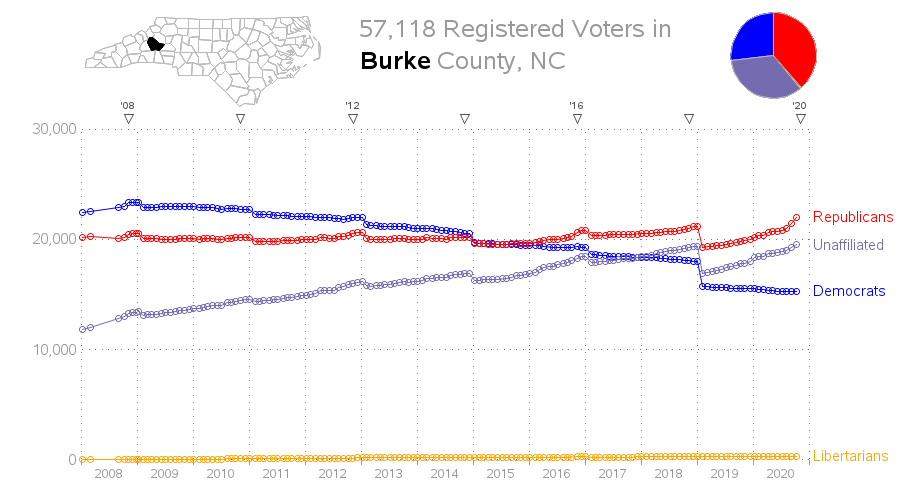 57,118 Registered Voters in
Burke County, NC
'08 '12 '16 '20
30,000
20,000
10,000
0
Republicans
Unaffiliated
Democrats
Libertarians
2008 2009 2010 2011 2012 2013 2014 2015 2016 2017 2018 2019 2020